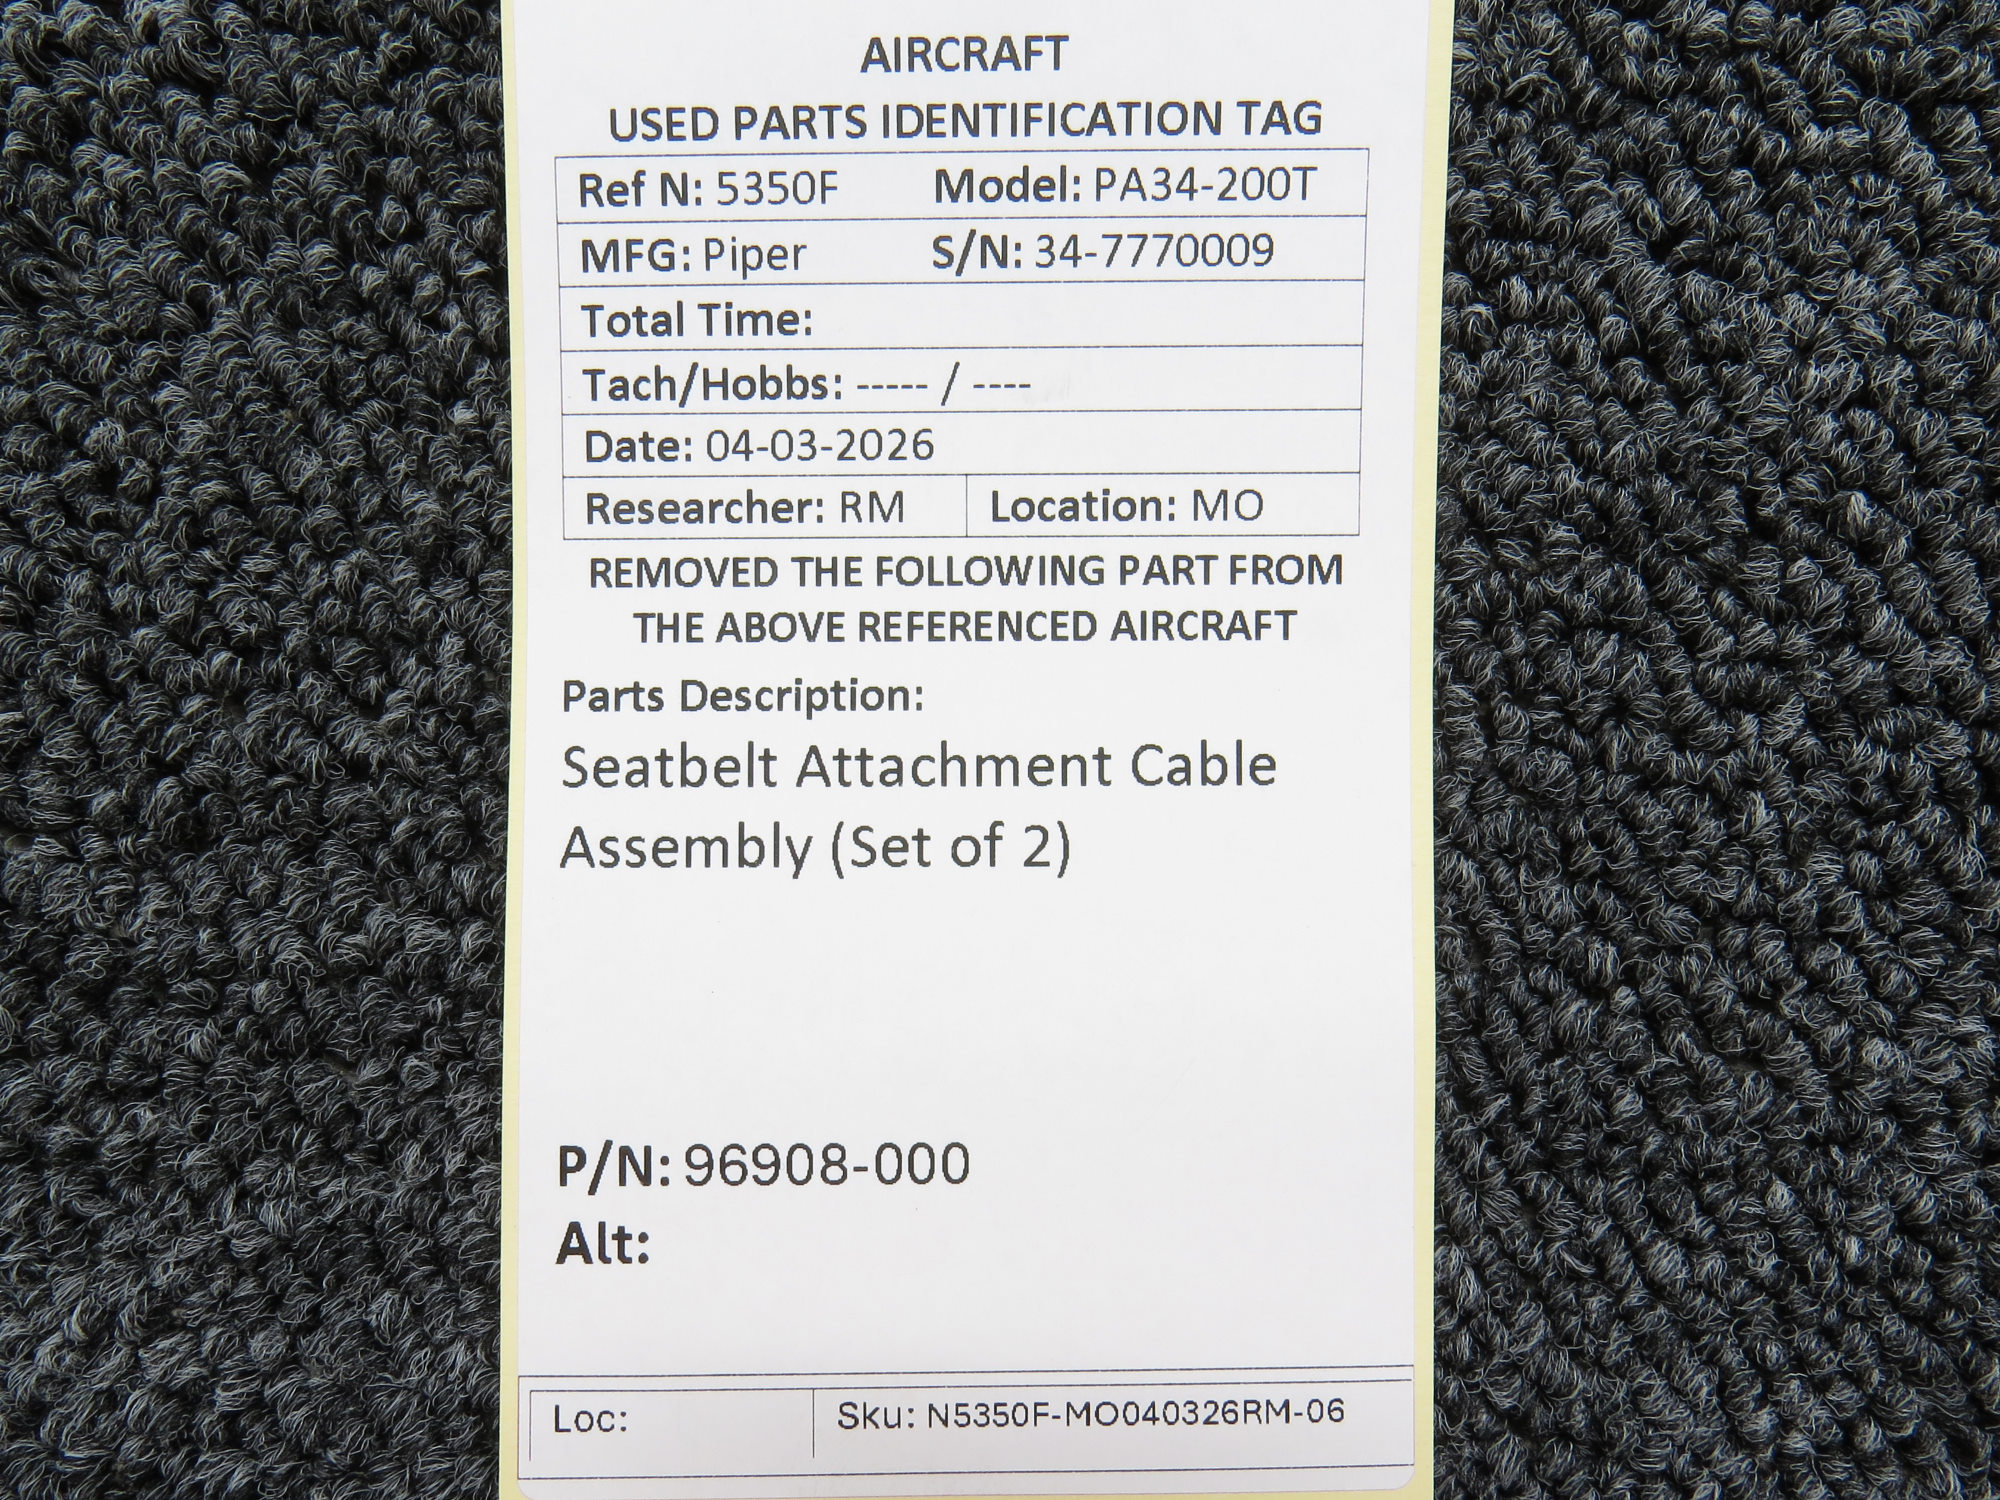 AIRCRAFT
USED PARTS IDENTIFICATION TAG
Ref N: 5350F Model: PA34-200T
MFG: Piper S/N: 34-7770009
Total Time:
Tach/Hobbs: ----- / ----
Date: 04-03-2026
Researcher: RM Location: MO
REMOVED THE FOLLOWING PART FROM
THE ABOVE REFERENCED AIRCRAFT
Parts Description:
Seatbelt Attachment Cable
Assembly (Set of 2)
P/N: 96908-000
Alt:
Loc: Sku: N5350F-MO040326RM-06